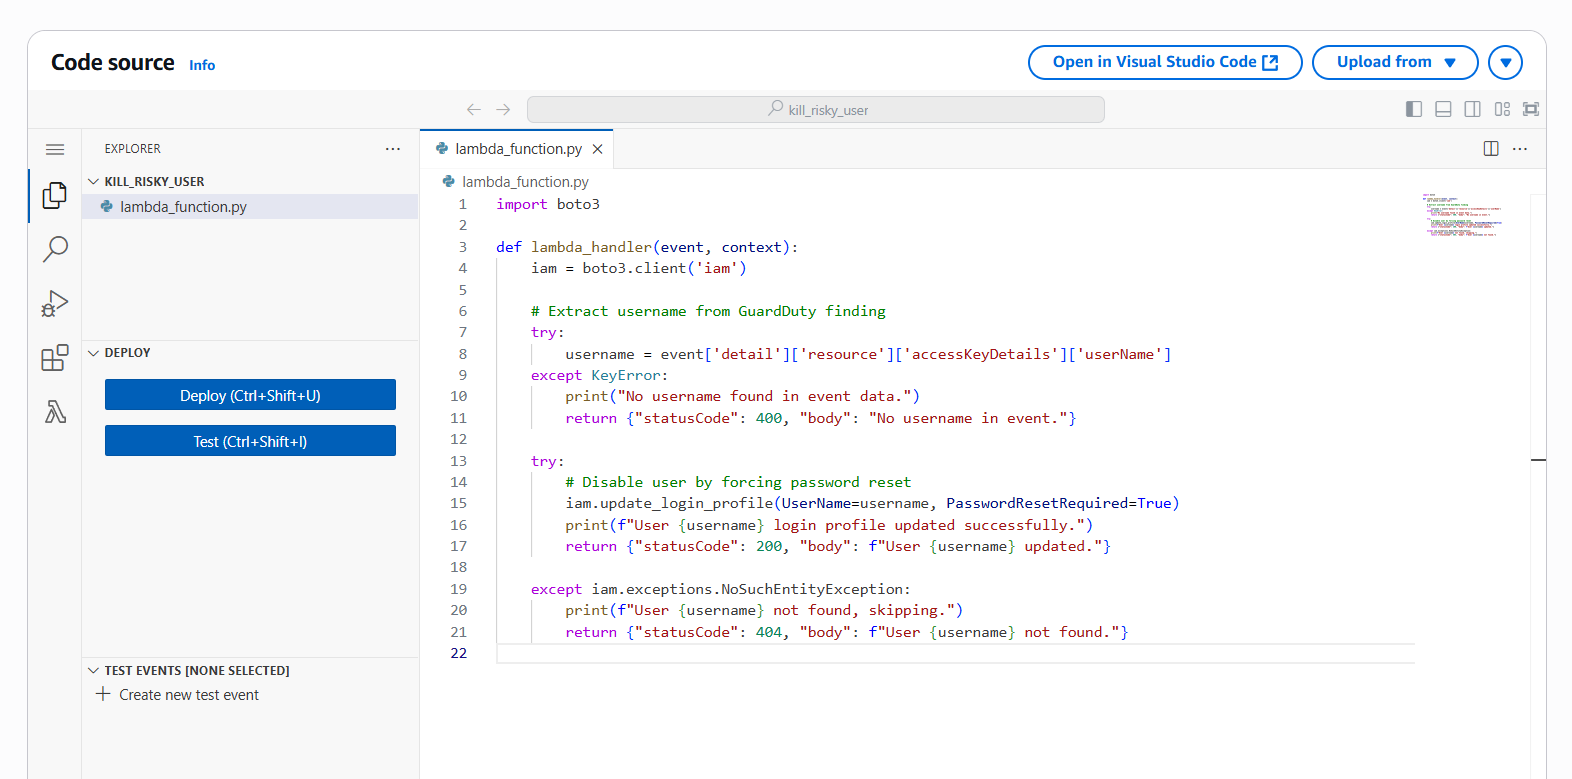 Code source Info
Open in Visual Studio Code
Upload from
kill_risky_user
EXPLORER
KILL_RISKY_USER
lambda_function.py
DEPLOY
Deploy (Ctrl+Shift+U)
Test (Ctrl+Shift+I)
TEST EVENTS [NONE SELECTED]
Create new test event
lambda_function.py
lambda_function.py
1 import boto3
2
3 def lambda_handler(event, context):
4     iam = boto3.client('iam')
5
6     # Extract username from GuardDuty finding
7     try:
8         username = event['detail']['resource']['accessKeyDetails']['userName']
9     except KeyError:
10         print("No username found in event data.")
11         return {"statusCode": 400, "body": "No username in event."}
12
13     try:
14         # Disable user by forcing password reset
15         iam.update_login_profile(UserName=username, PasswordResetRequired=True)
16         print(f"User {username} login profile updated successfully.")
17         return {"statusCode": 200, "body": f"User {username} updated."}
18
19     except iam.exceptions.NoSuchEntityException:
20         print(f"User {username} not found, skipping.")
21         return {"statusCode": 404, "body": f"User {username} not found."}
22